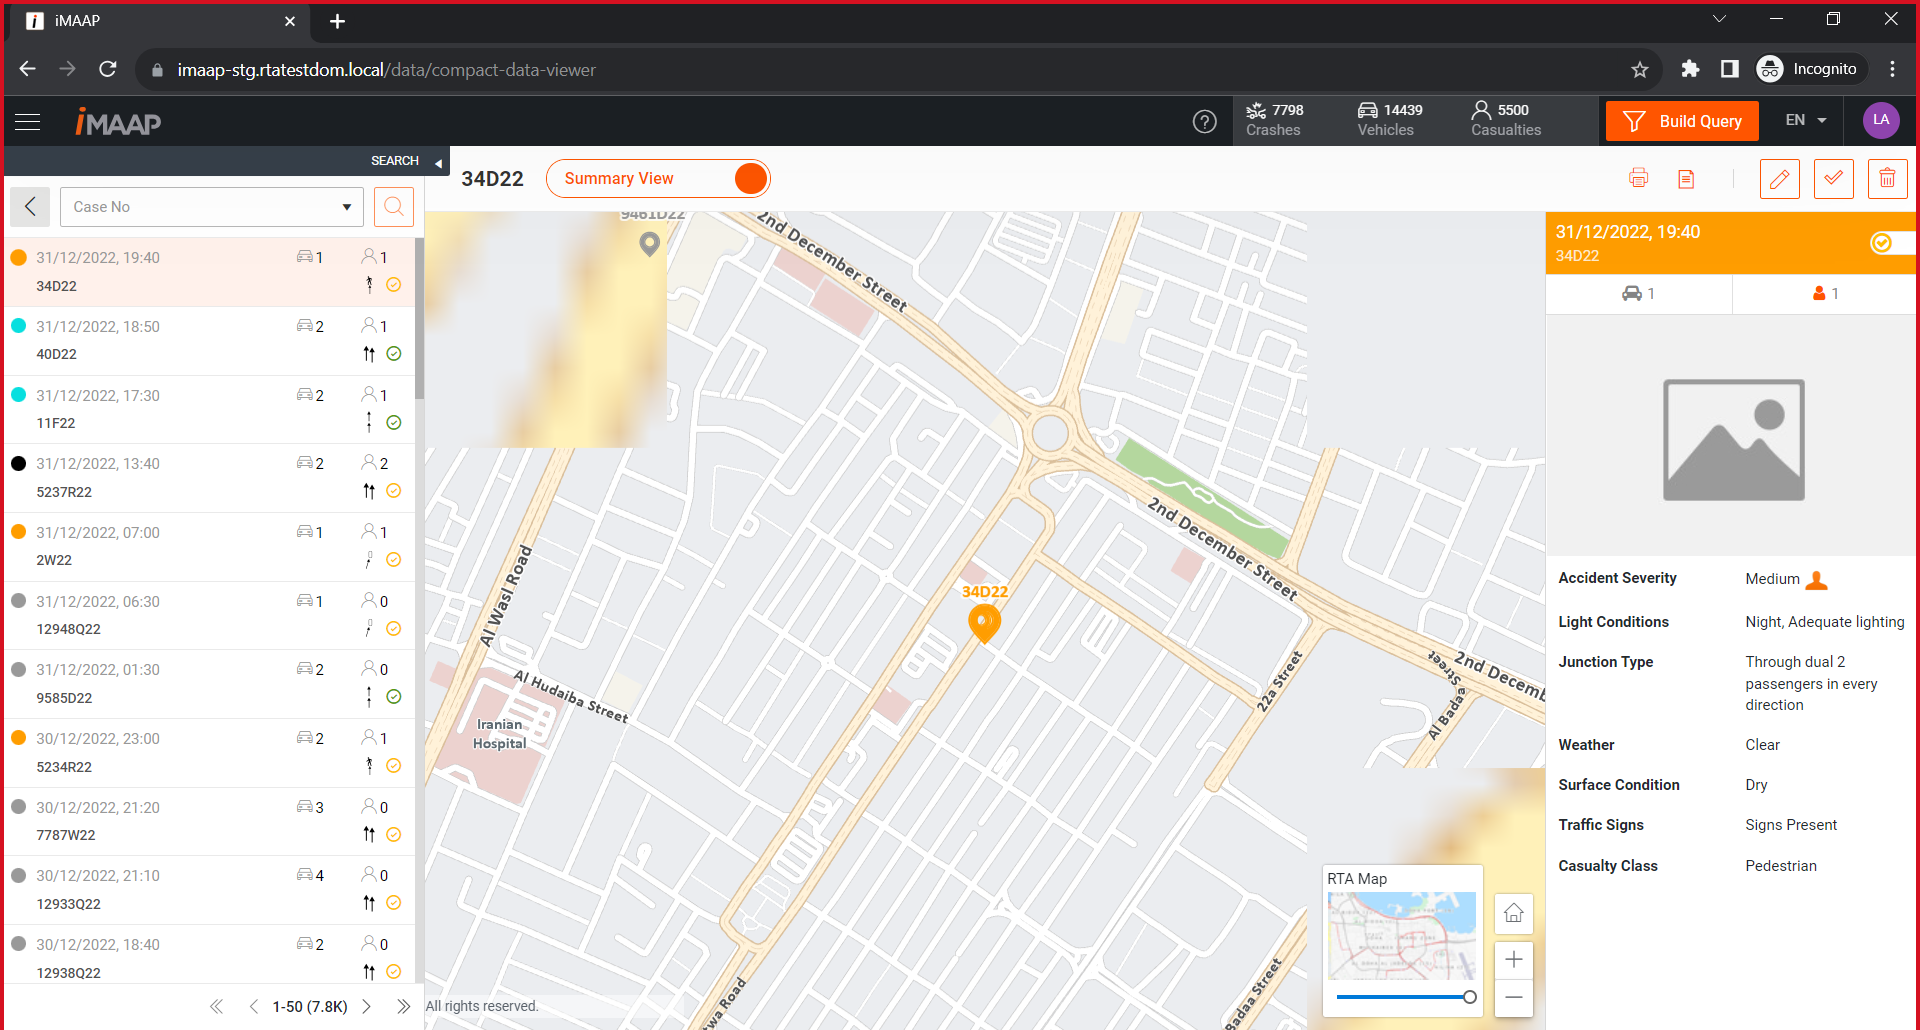 iMAAP
imaap-stg.rtatestdom.local/data/compact-data-viewer
Incognito
iMAAP
7798
Crashes
14439
Vehicles
5500
Casualties
Build Query
EN
LA
SEARCH
Case No
31/12/2022, 19:40
1
1
34D22
31/12/2022, 18:50
2
1
40D22
31/12/2022, 17:30
2
1
11F22
31/12/2022, 13:40
2
2
5237R22
31/12/2022, 07:00
1
1
2W22
31/12/2022, 06:30
1
0
12948Q22
31/12/2022, 01:30
2
0
9585D22
30/12/2022, 23:00
2
1
5234R22
30/12/2022, 21:20
3
0
7787W22
30/12/2022, 21:10
4
0
12933Q22
30/12/2022, 18:40
2
0
12938Q22
1-50 (7.8K)
34D22
Summary View
9461D22
2nd December Street
2nd December Street
34D22
Al Wasl Road
Al Hudaiba Street
Iranian
Hospital
22a Street
Street
2nd Decemb
Al Badaa
Badaa Street
twa Road
All rights reserved.
RTA Map
31/12/2022, 19:40
34D22
1
1
Accident Severity
Medium
Light Conditions
Night, Adequate lighting
Junction Type
Through dual 2
passengers in every
direction
Weather
Clear
Surface Condition
Dry
Traffic Signs
Signs Present
Casualty Class
Pedestrian